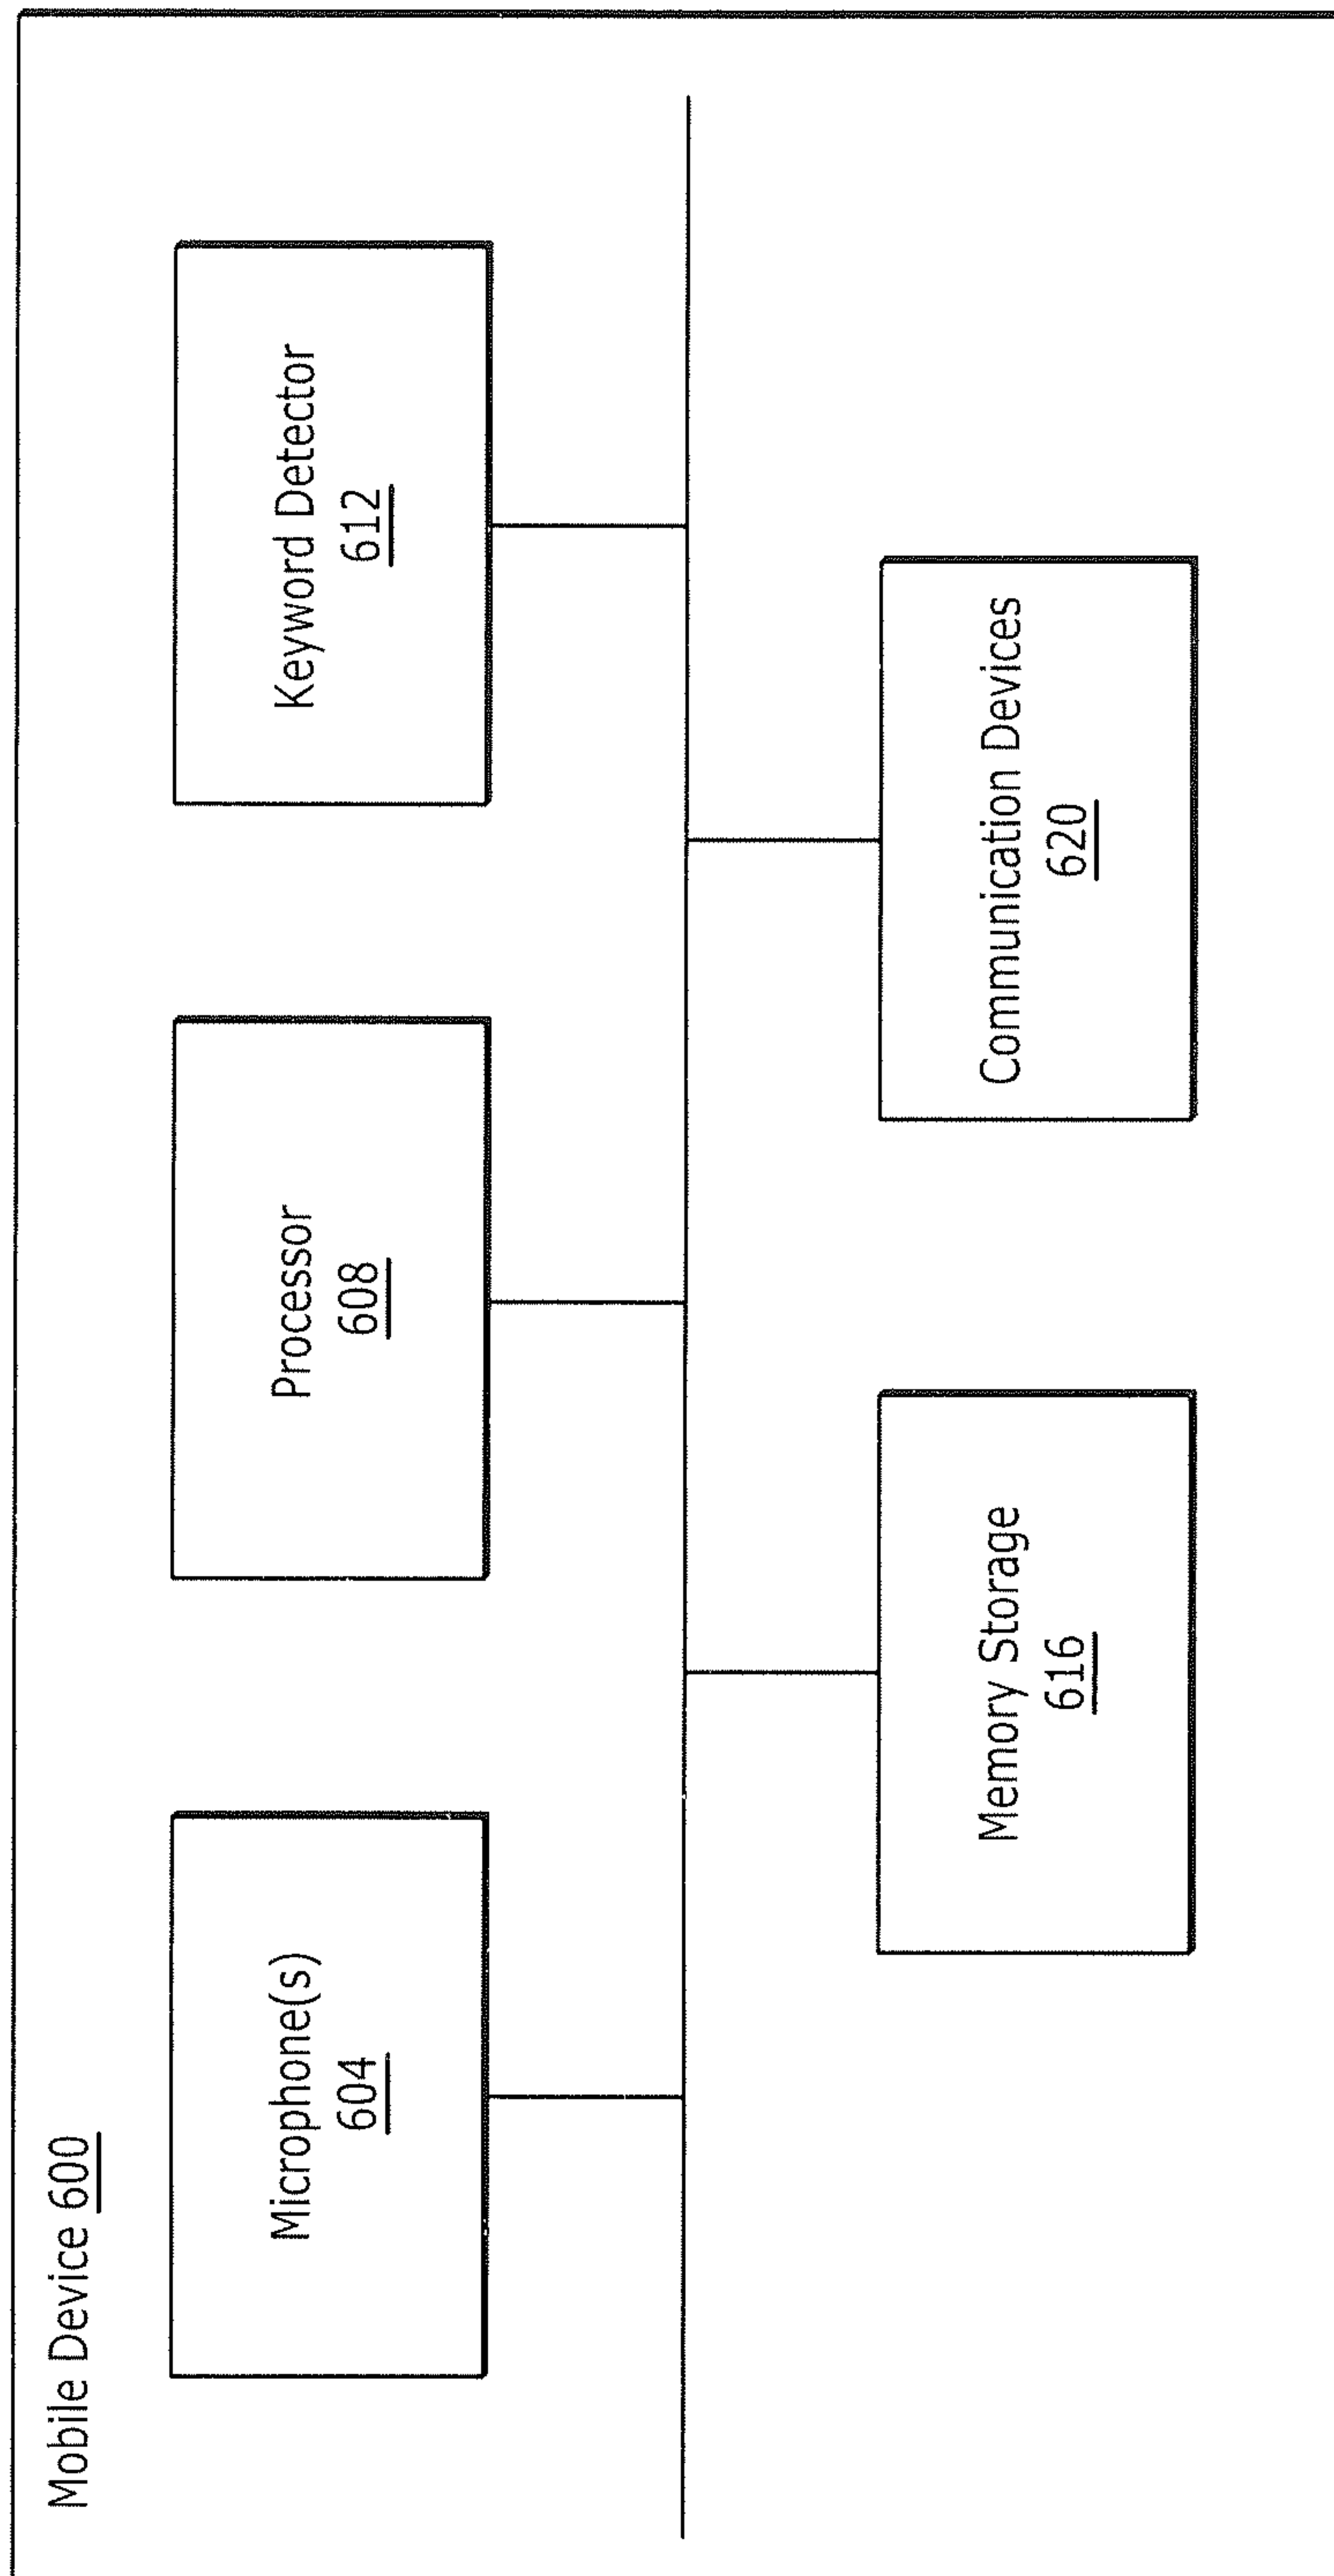 Mobile Device 600
Microphone(s)
604
Processor
608
Keyword Detector
612
Memory Storage
616
Communication Devices
620